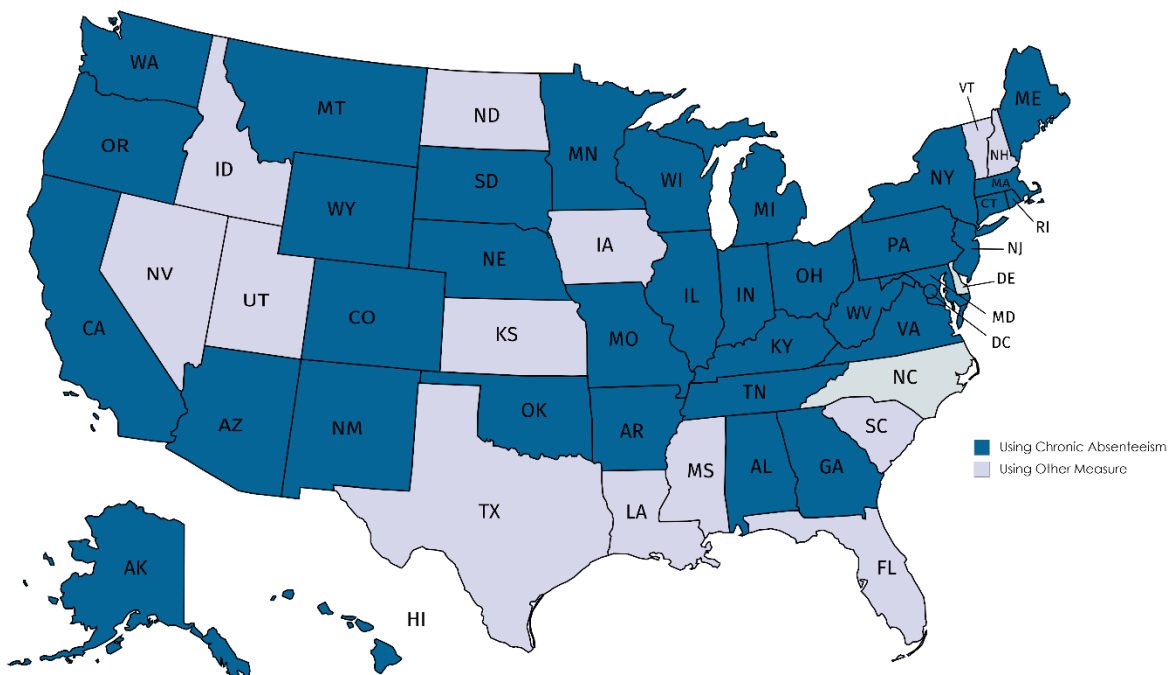 WA
MT
ND
VT
ME
OR
MN
NH
ID
SD
WI
NY
MA
WY
MI
CT
RI
IA
PA
NJ
NE
NV
OH
DE
UT
IL
IN
CA
CO
WV
MD
KS
MO
VA
DC
KY
NC
TN
AZ
NM
OK
AR
SC
MS
AL
GA
Using Chronic Absenteeism
Using Other Measure
TX
LA
AK
FL
HI